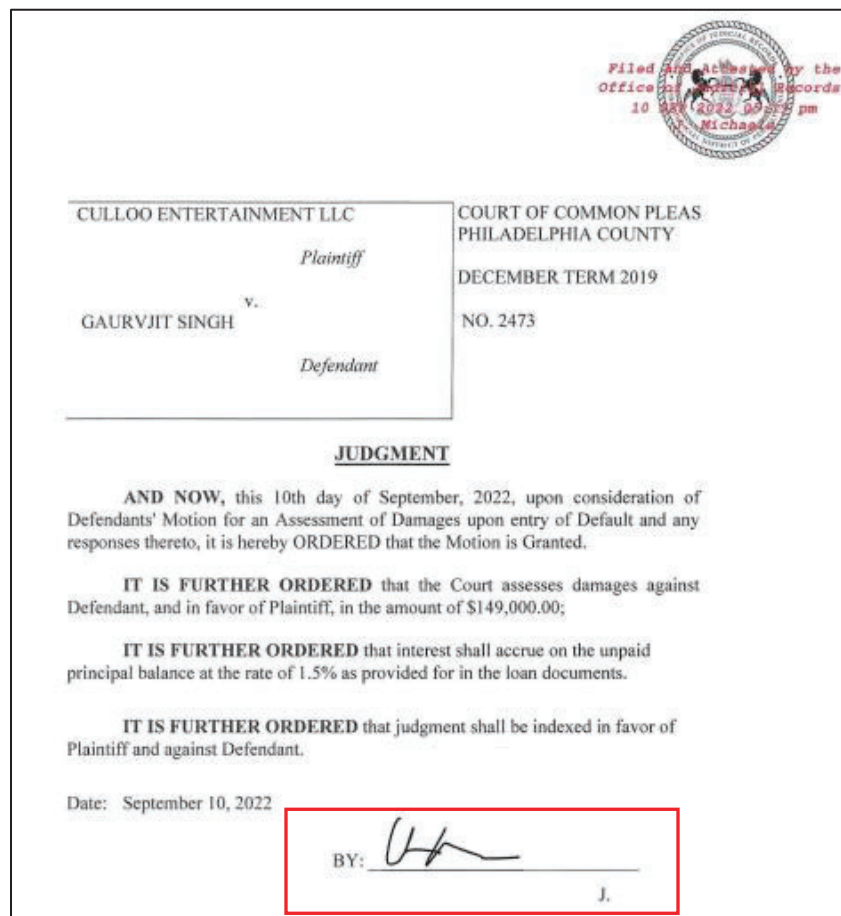 Filed and Attested by the
Office of Judicial Records
10 SEP 2022 pm
CULLOO ENTERTAINMENT LLC
Plaintiff
v.
GAURVJIT SINGH
Defendant
COURT OF COMMON PLEAS
PHILADELPHIA COUNTY
DECEMBER TERM 2019
NO. 2473
JUDGMENT
AND NOW, this 10th day of September, 2022, upon consideration of
Defendants' Motion for an Assessment of Damages upon entry of Default and any
responses thereto, it is hereby ORDERED that the Motion is Granted.
IT IS FURTHER ORDERED that the Court assesses damages against
Defendant, and in favor of Plaintiff, in the amount of $149,000.00;
IT IS FURTHER ORDERED that interest shall accrue on the unpaid
principal balance at the rate of 1.5% as provided for in the loan documents.
IT IS FURTHER ORDERED that judgment shall be indexed in favor of
Plaintiff and against Defendant.
Date: September 10, 2022
BY:
J.